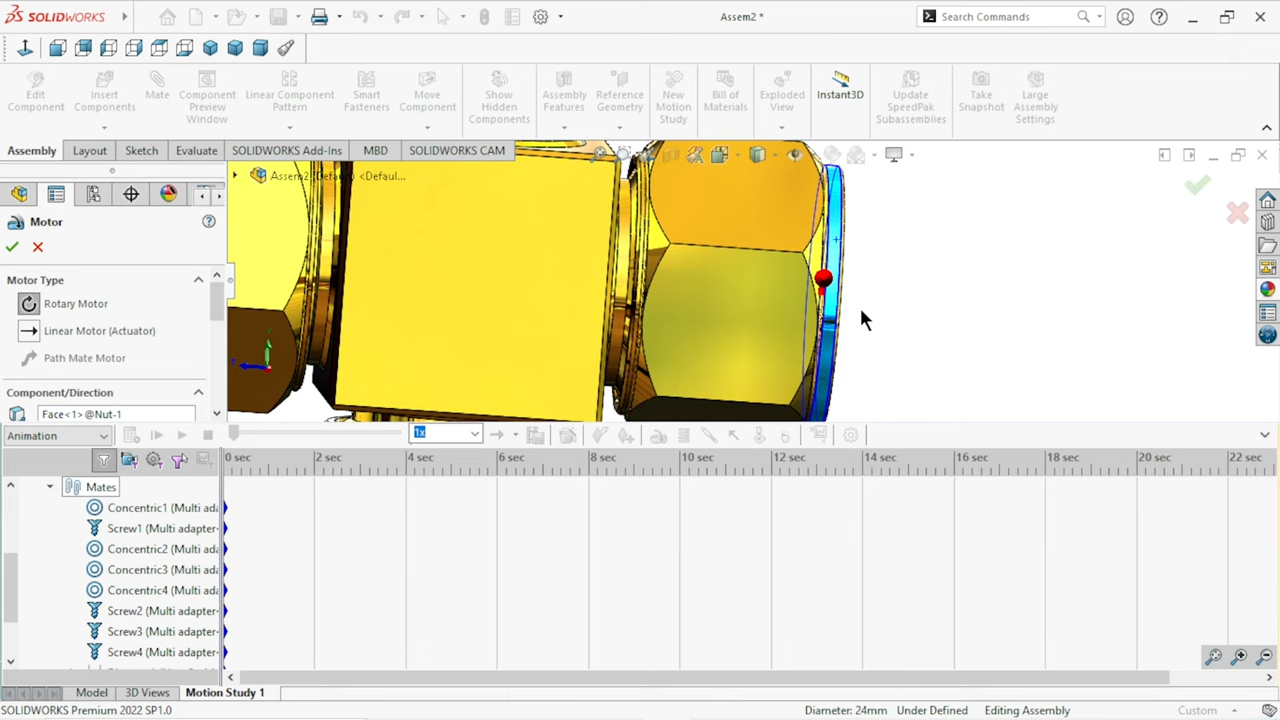 SOLIDWORKS
Assem2 *
Search Commands
Edit Component
Insert Components
Mate
Component Preview Window
Linear Component Pattern
Smart Fasteners
Move Component
Show Hidden Components
Assembly Features
Reference Geometry
New Motion Study
Bill of Materials
Exploded View
Instant3D
Update SpeedPak Subassemblies
Take Snapshot
Large Assembly Settings
Assembly
Layout
Sketch
Evaluate
SOLIDWORKS Add-Ins
MBD
SOLIDWORKS CAM
Assem2 (Default) <Defaul...
Motor
Motor Type
Rotary Motor
Linear Motor (Actuator)
Path Mate Motor
Component/Direction
Face<1>@Nut-1
Animation
1x
0 sec 2 sec 4 sec 6 sec 8 sec 10 sec 12 sec 14 sec 16 sec 18 sec 20 sec 22 sec
Mates
Concentric1 (Multi ada
Screw1 (Multi adapter-
Concentric2 (Multi ada
Concentric3 (Multi ada
Concentric4 (Multi ada
Screw2 (Multi adapter-
Screw3 (Multi adapter-
Screw4 (Multi adapter-
Model
3D Views
Motion Study 1
SOLIDWORKS Premium 2022 SP1.0
Diameter: 24mm
Under Defined
Editing Assembly
Custom